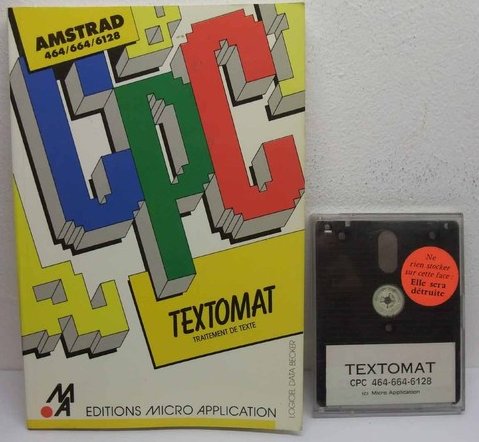 AMSTRAD
464/664/6128
CPC
TEXTOMAT
TRAITEMENT DE TEXTE
LOGICIEL DATA BECKER
MA
EDITIONS MICRO APPLICATION
Ne
rien stocker
sur cette face:
Elle sera
détruite
TEXTOMAT
CPC 464-664-6128
(c) Micro Application